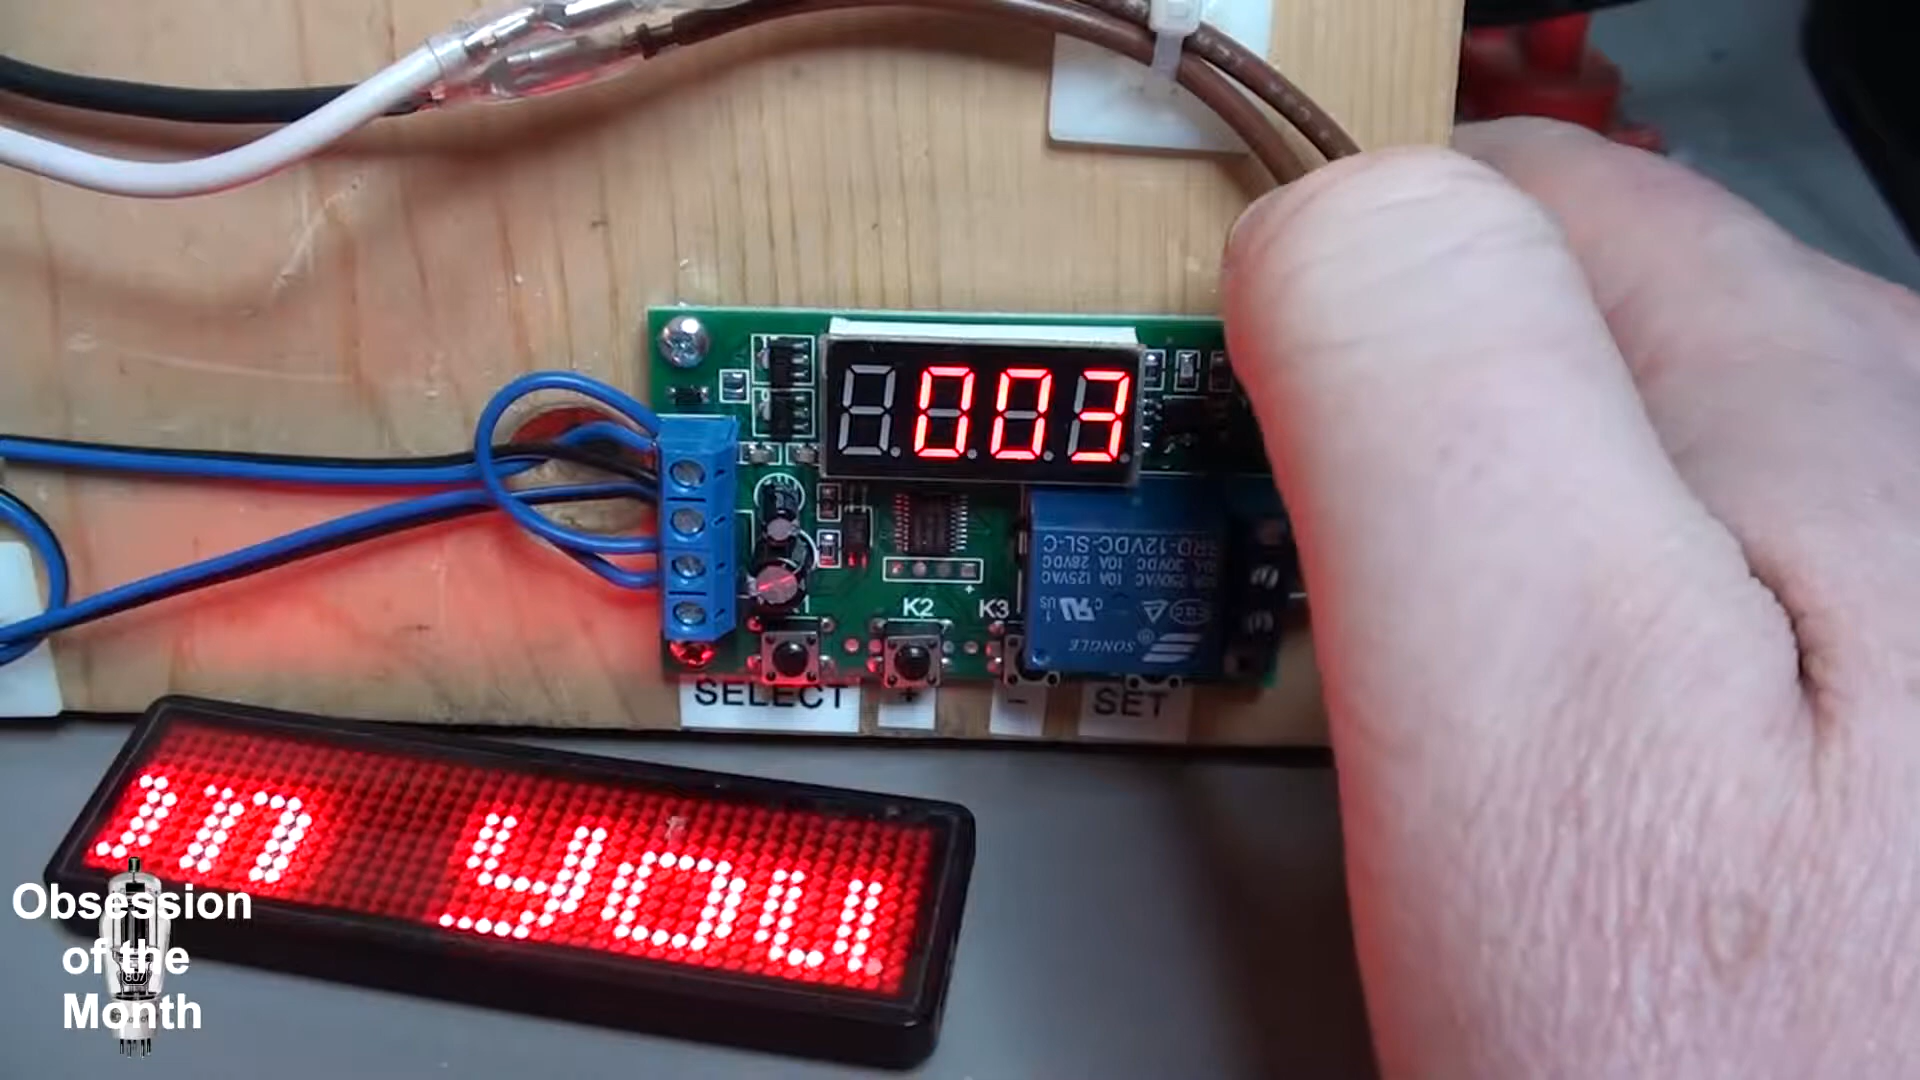 003
SRD-12VDC-SL-C
10A 30VDC 10A 28VDC
10A 250VAC 10A 125VAC
SONGLE
K2 K3
SELECT + - SET
in you
Obsession
of the
Month